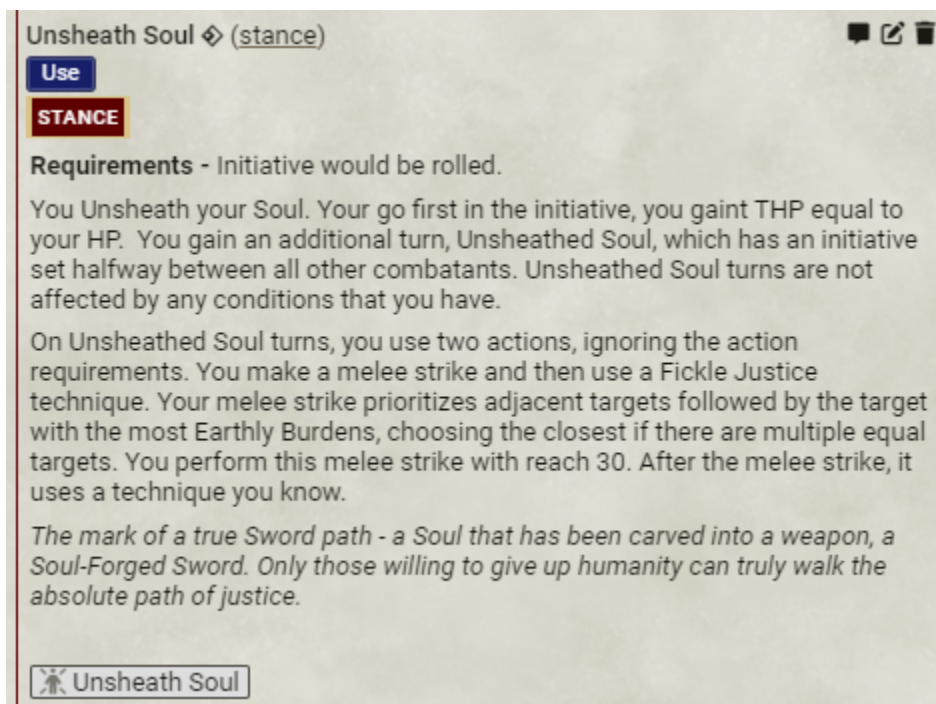 Unsheath Soul (stance)
Use
STANCE
Requirements - Initiative would be rolled.
You Unsheath your Soul. Your go first in the initiative, you gaint THP equal to
your HP.  You gain an additional turn, Unsheathed Soul, which has an initiative
set halfway between all other combatants. Unsheathed Soul turns are not
affected by any conditions that you have.
On Unsheathed Soul turns, you use two actions, ignoring the action
requirements. You make a melee strike and then use a Fickle Justice
technique. Your melee strike prioritizes adjacent targets followed by the target
with the most Earthly Burdens, choosing the closest if there are multiple equal
targets. You perform this melee strike with reach 30. After the melee strike, it
uses a technique you know.
The mark of a true Sword path - a Soul that has been carved into a weapon, a
Soul-Forged Sword. Only those willing to give up humanity can truly walk the
absolute path of justice.
Unsheath Soul